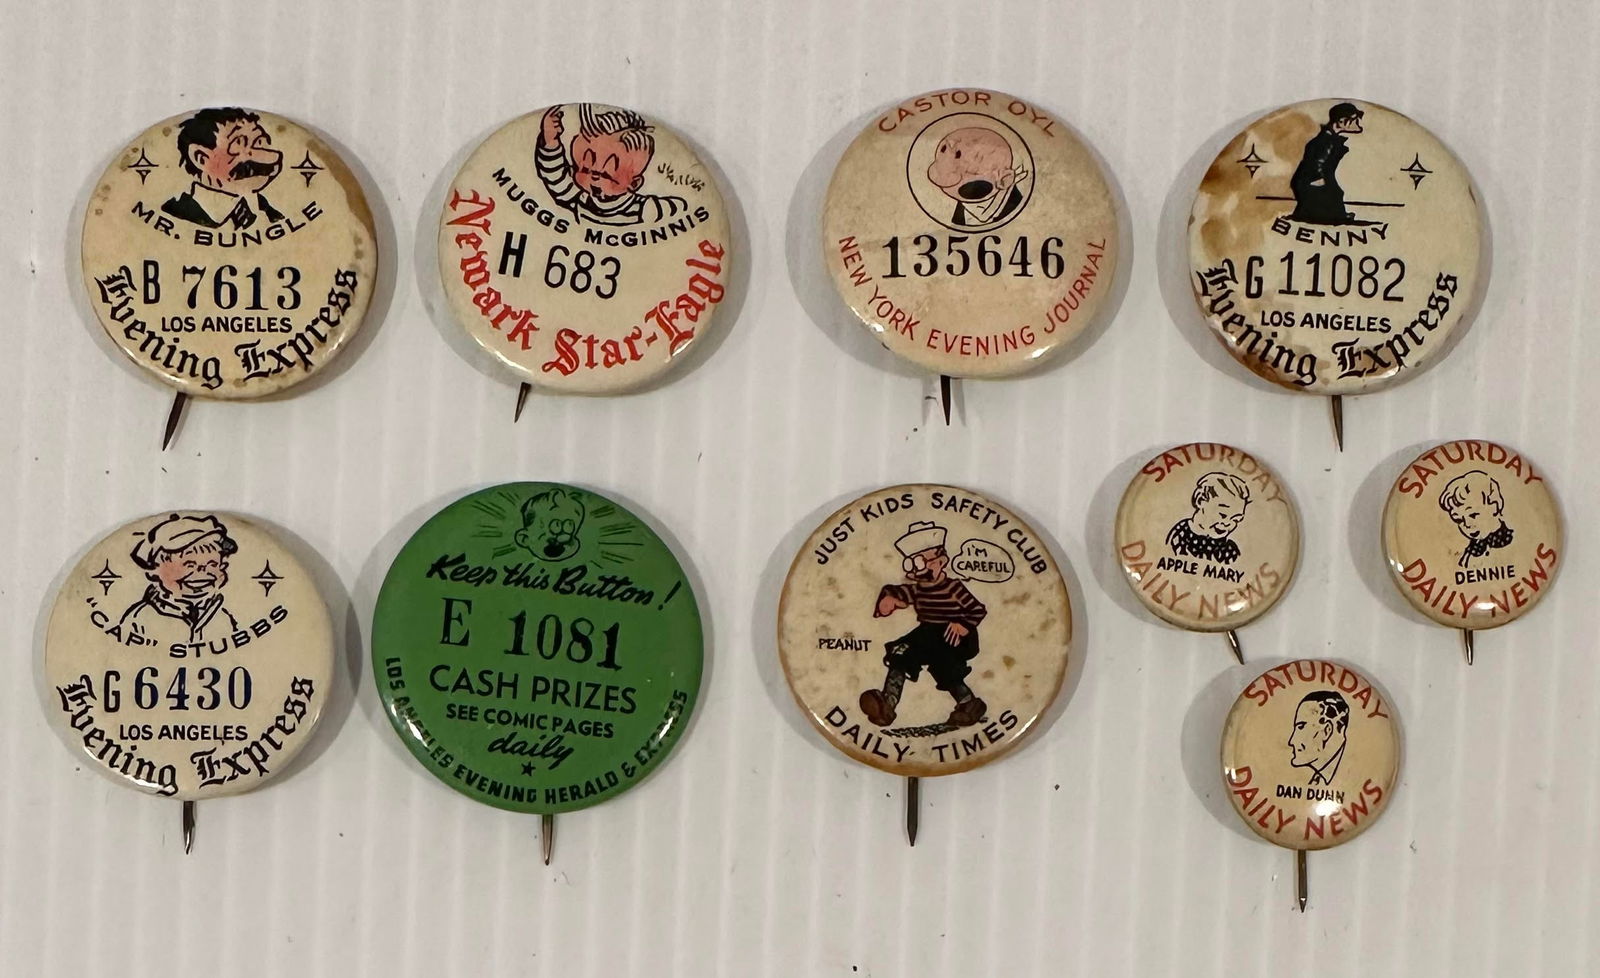 MR. BUNGLE
B 7613
LOS ANGELES
Evening Express
MUGGS McGINNIS
H 683
Newark Star-Eagle
CASTOR OYL
135646
NEW YORK EVENING JOURNAL
BENNY
G 11082
LOS ANGELES
Evening Express
"CAP" STUBBS
G 6430
LOS ANGELES
Evening Express
Keep this Button!
E 1081
CASH PRIZES
SEE COMIC PAGES
daily
LOS ANGELES EVENING HERALD & EXPRESS
JUST KIDS SAFETY CLUB
I'M
CAREFUL
PEANUT
DAILY TIMES
SATURDAY
APPLE MARY
DAILY NEWS
SATURDAY
DENNIE
DAILY NEWS
SATURDAY
DAN DUNN
DAILY NEWS